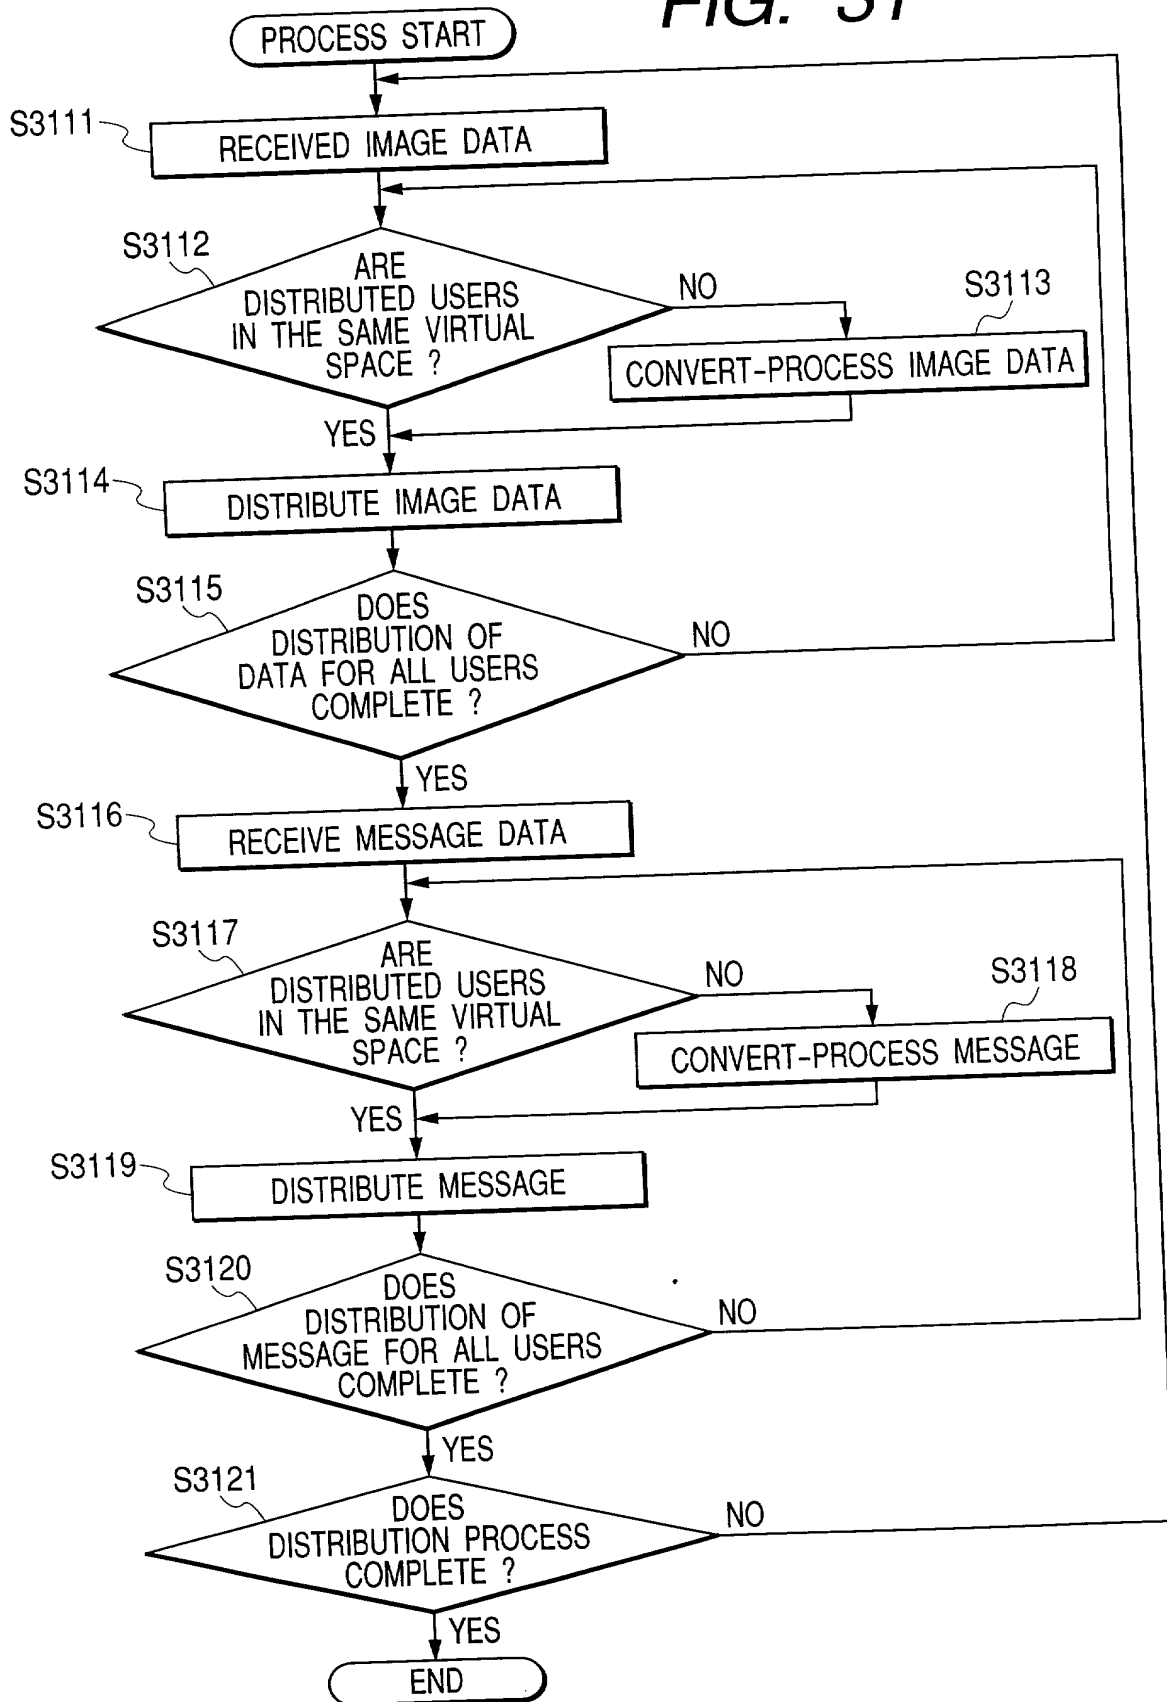 FIG. 31
PROCESS START
S3111
RECEIVED IMAGE DATA
S3112
ARE
DISTRIBUTED USERS
IN THE SAME VIRTUAL
SPACE ?
NO
S3113
CONVERT-PROCESS IMAGE DATA
YES
S3114
DISTRIBUTE IMAGE DATA
S3115
DOES
DISTRIBUTION OF
DATA FOR ALL USERS
COMPLETE ?
NO
YES
S3116
RECEIVE MESSAGE DATA
S3117
ARE
DISTRIBUTED USERS
IN THE SAME VIRTUAL
SPACE ?
NO
S3118
CONVERT-PROCESS MESSAGE
YES
S3119
DISTRIBUTE MESSAGE
S3120
DOES
DISTRIBUTION OF
MESSAGE FOR ALL USERS
COMPLETE ?
NO
YES
S3121
DOES
DISTRIBUTION PROCESS
COMPLETE ?
NO
YES
END